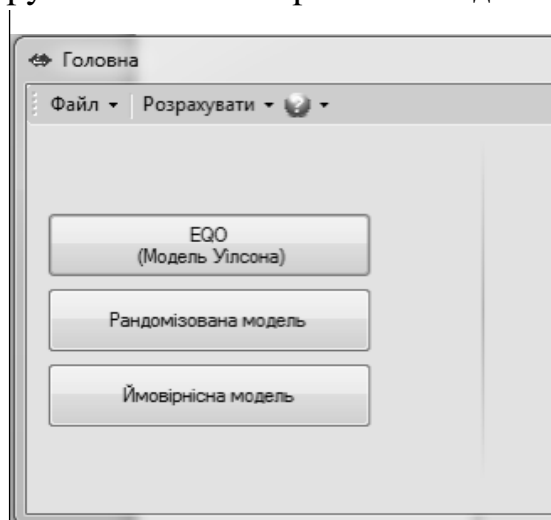 Головна
Файл Розрахувати
EQO
(Модель Уілсона)
Рандомізована модель
Ймовірнісна модель